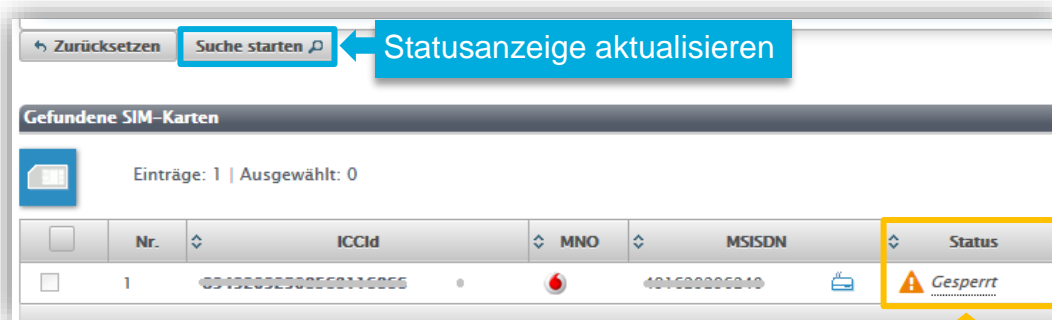 Zurücksetzen
Suche starten
Statusanzeige aktualisieren
Gefundene SIM-Karten
Einträge: 1 | Ausgewählt: 0
Nr. ICCId MNO MSISDN Status
1 Gesperrt